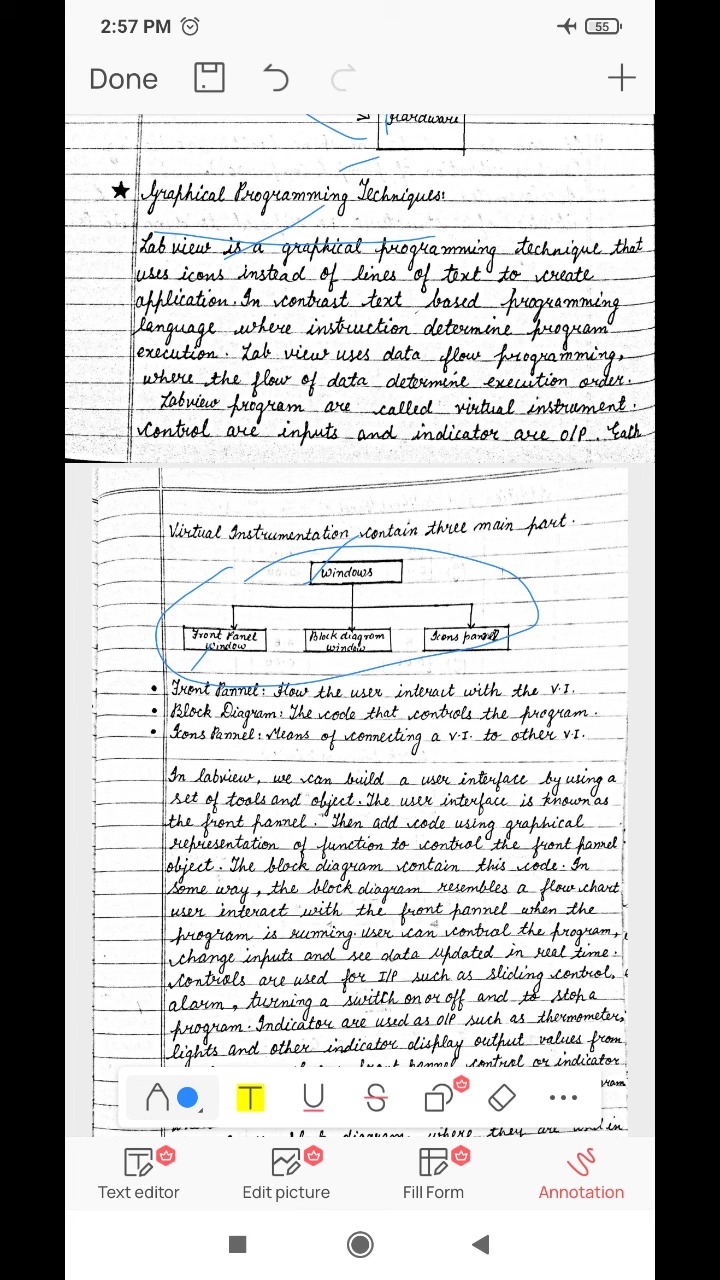 2:57 PM
55
Done
Hardware
★ Graphical Programming Techniques:
Lab view is a graphical programming technique that
uses icons instead of lines of text to create
application. In contrast text based programming
language where instruction determine program
execution. Lab view uses data flow programming,
where the flow of data determine execution order.
Labview program are called virtual instrument.
control are inputs and indicator are O/P. Each
Virtual Instrumentation contain three main part.
Windows
Front Panel Block diagram Icons panel
window window
• Front Pannel: How the user interact with the V.I.
• Block Diagram: The code that controls the program.
• Icons Pannel: Means of connecting a V.I. to other V.I.
In labview, we can build a user interface by using a
set of tools and object. The user interface is known as
the front pannel. Then add code using graphical
representation of function to control the front pannel
object. The block diagram contain this code. In
some way, the block diagram resembles a flow chart
user interact with the front pannel when the
program is running. user can control the program,
change inputs and see data updated in real time.
controls are used for I/P such as sliding control,
alarm, turning a switch on or off and to stop a
program. Indicator are used as O/P such as thermometer,
lights and other indicator display output values from
front pannel control or indicator
diagram, where they are
T U S
Text editor Edit picture Fill Form Annotation